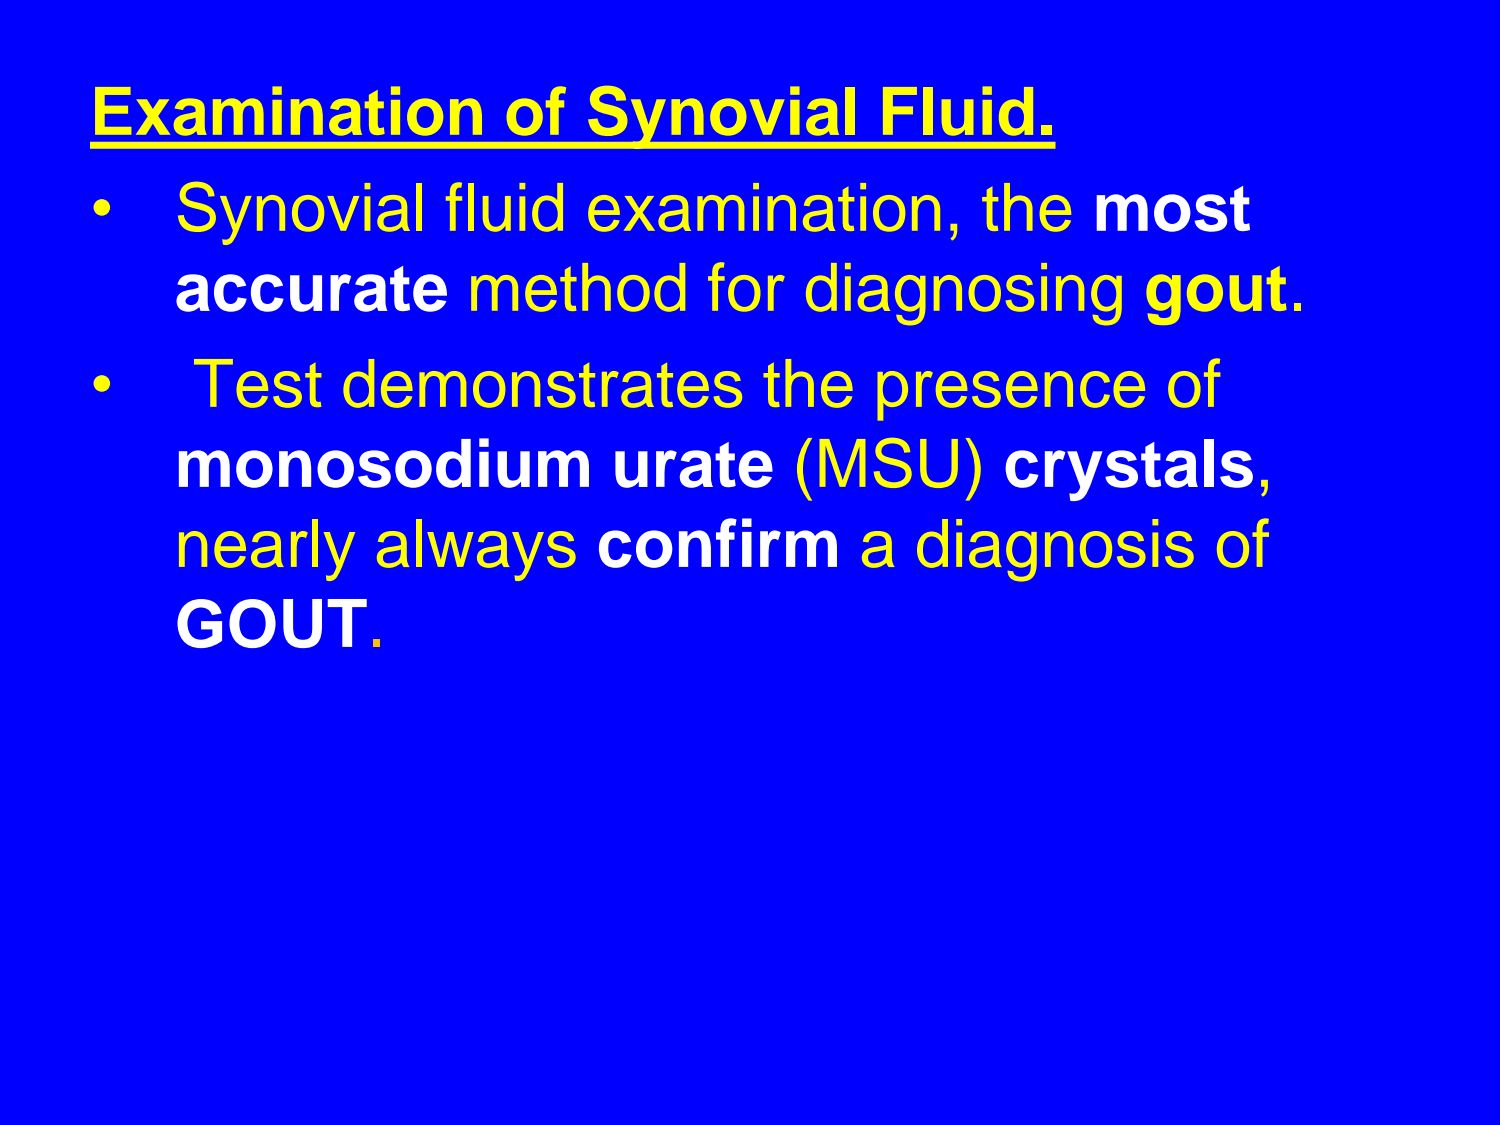 Examination of Synovial Fluid.
• Synovial fluid examination, the most
accurate method for diagnosing gout.
• Test demonstrates the presence of
monosodium urate (MSU) crystals,
nearly always confirm a diagnosis of
GOUT.